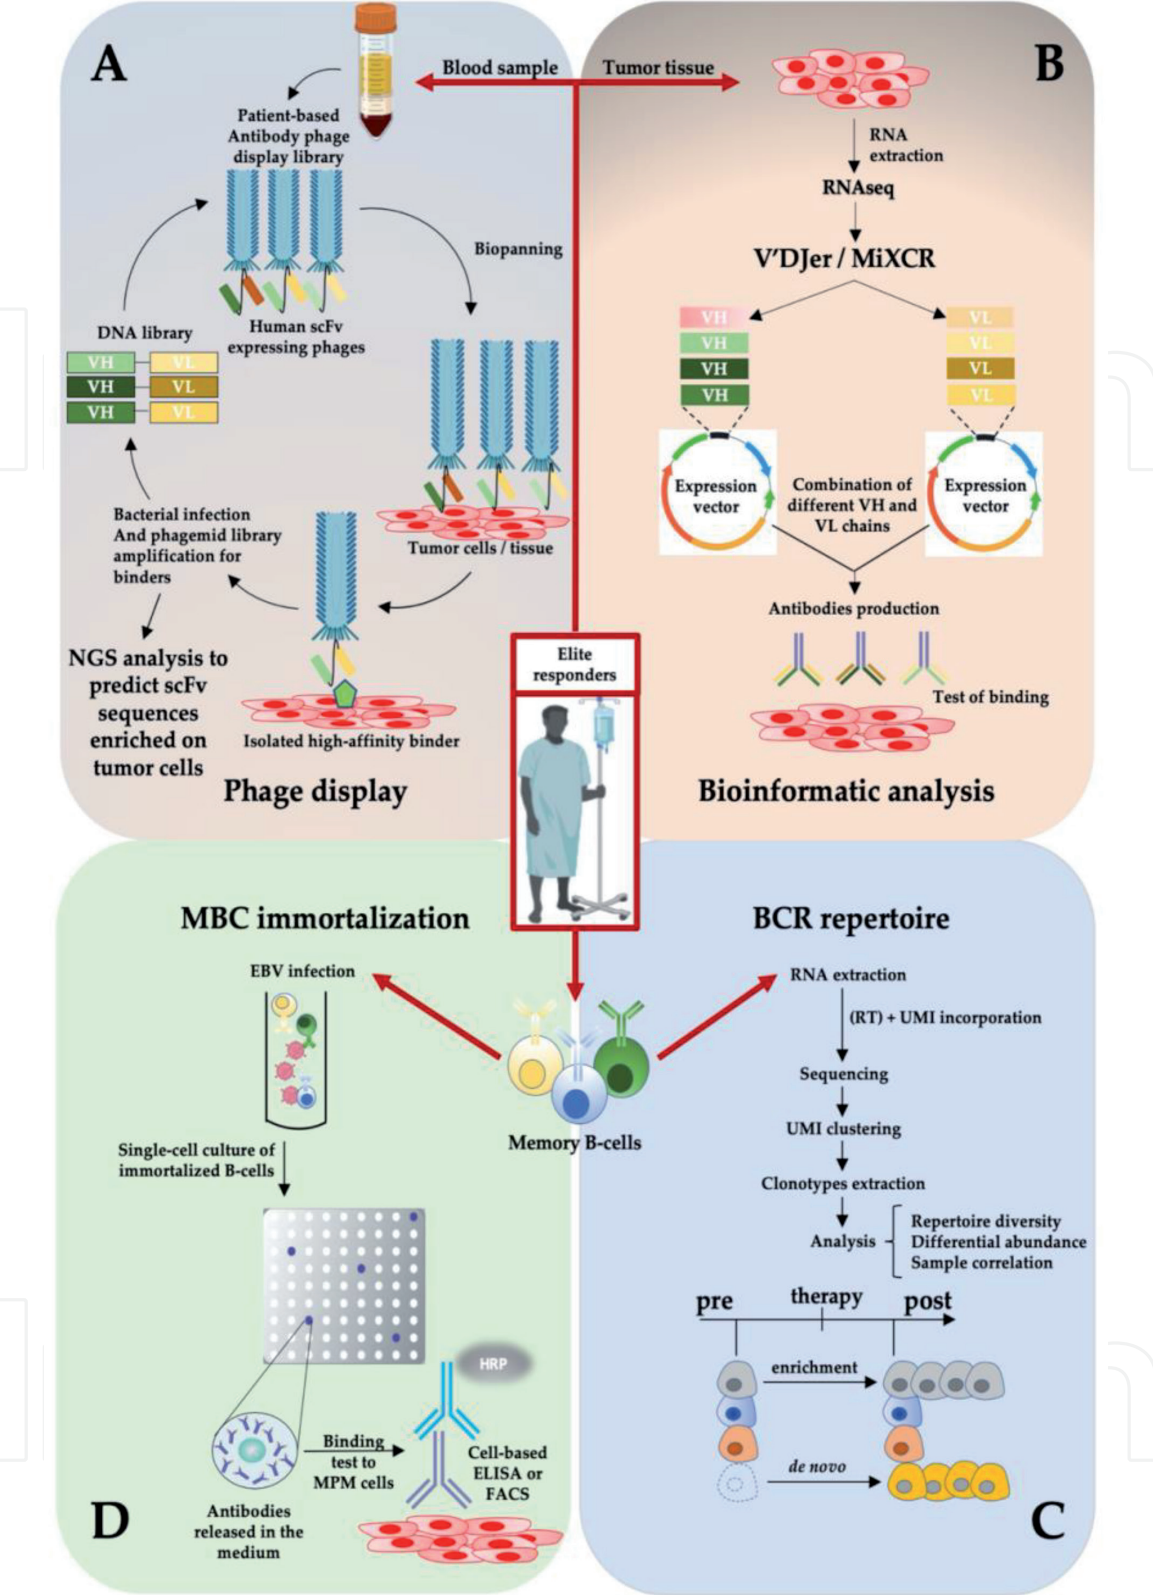 A
Blood sample
Tumor tissue
B
Patient-based
Antibody phage
display library
Biopanning
Human scFv
expressing phages
DNA library
VH VL
VH VL
VH VL
Bacterial infection
And phagemid library
amplification for
binders
Tumor cells / tissue
NGS analysis to
predict scFv
sequences
enriched on
tumor cells
Isolated high-affinity binder
Phage display
RNA
extraction
RNAseq
V'DJer / MiXCR
VH VL
VH VL
VH VL
VH VL
Expression
vector
Combination of
different VH and
VL chains
Expression
vector
Antibodies production
Test of binding
Bioinformatic analysis
Elite
responders
MBC immortalization
EBV infection
Memory B-cells
Single-cell culture of
immortalized B-cells
HRP
Binding
test to
MPM cells
Cell-based
ELISA or
FACS
Antibodies
released in the
medium
D
BCR repertoire
RNA extraction
(RT) + UMI incorporation
Sequencing
UMI clustering
Clonotypes extraction
Analysis
Repertoire diversity
Differential abundance
Sample correlation
pre therapy post
enrichment
de novo
C